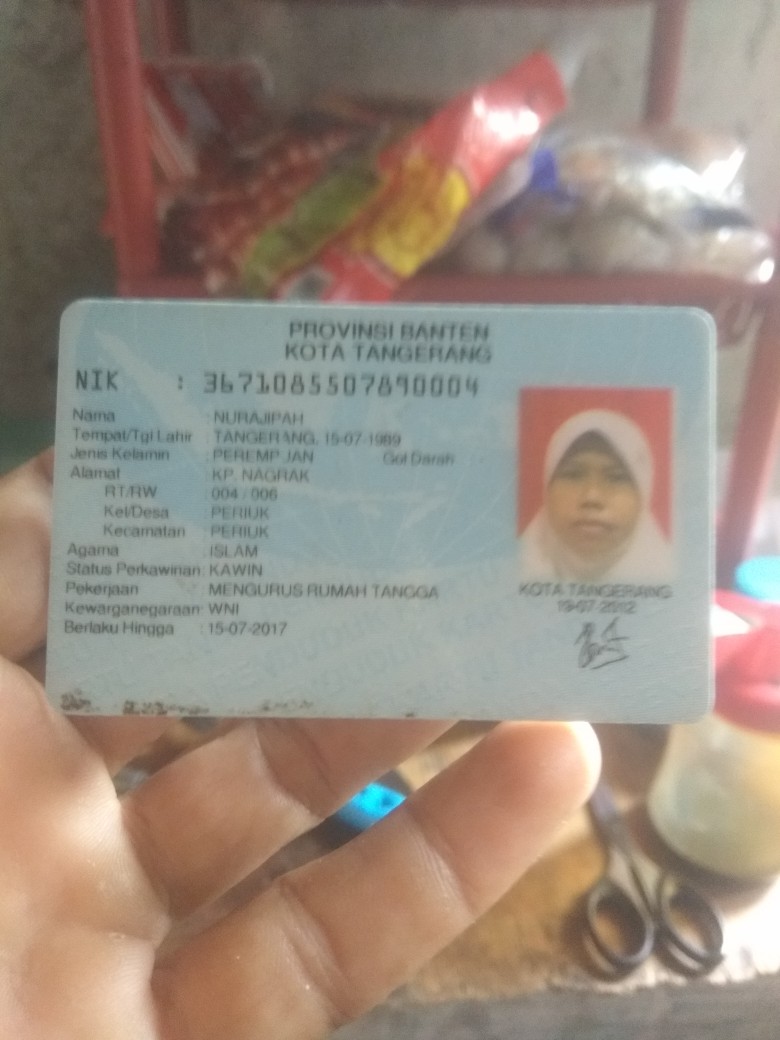 PROVINSI BANTEN
KOTA TANGERANG
NIK : 3671085507890004
Nama : NURAJIPAH
Tempat/Tgl Lahir : TANGERANG, 15-07-1989
Jenis Kelamin : PEREMPUAN Gol Darah
Alamat : KP. NAGRAK
RT/RW : 004 / 006
Kel/Desa : PERIUK
Kecamatan : PERIUK
Agama : ISLAM
Status Perkawinan: KAWIN
Pekerjaan : MENGURUS RUMAH TANGGA
Kewarganegaraan: WNI
Berlaku Hingga : 15-07-2017
KOTA TANGERANG
19-07-2012